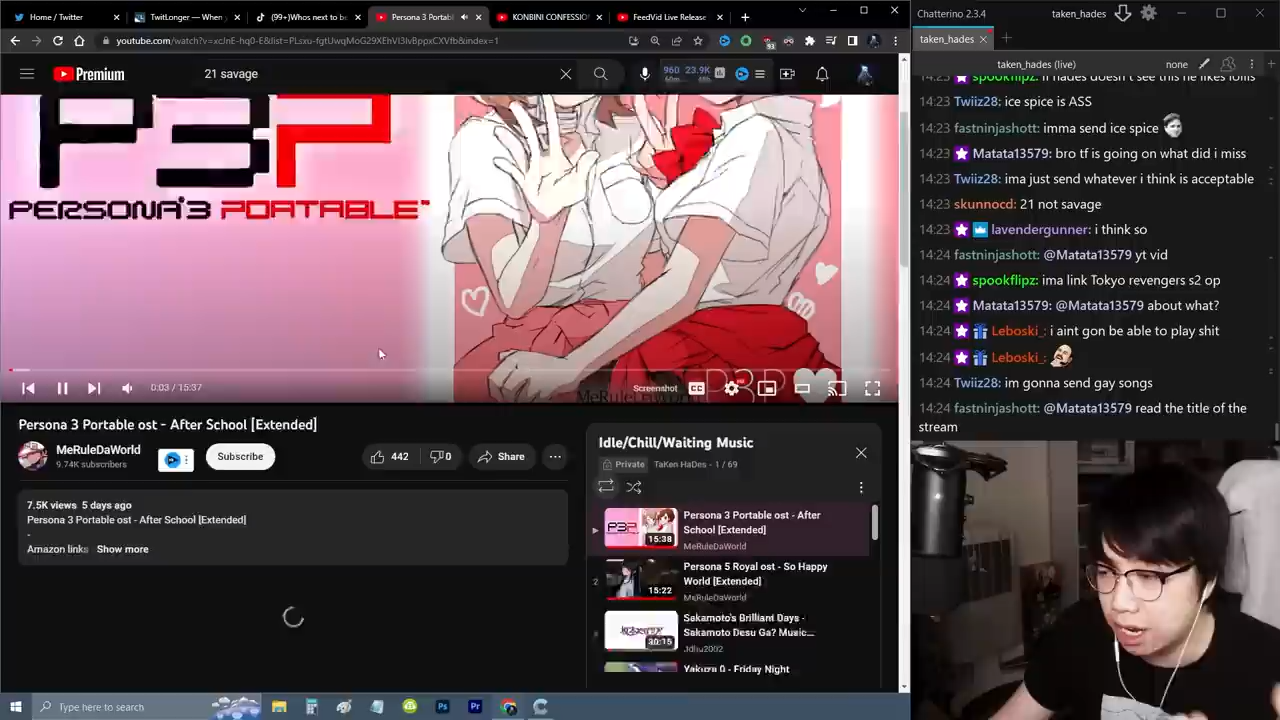 Home / Twitter
TwitLonger — When
(99+)Whos next to be
Persona 3 Portabl
KONBINI CONFESSIO
FeedVid Live Release
youtube.com/watch?v=xcJnE-hq0-E&list=PLsxu-fgtUwqMoG29XEhVI3lvBppxCXVfb&index=1
93
Premium
21 savage
960 23.9K
60m
P3P
PERSONA3 PORTABLE
0:03 / 15:37
Screenshot
CC
MeRuleDaWorld
P3P
Persona 3 Portable ost - After School [Extended]
MeRuleDaWorld
9.74K subscribers
Subscribe
442
0
Share
7.5K views 5 days ago
Persona 3 Portable ost - After School [Extended]
-
Amazon links Show more
Idle/Chill/Waiting Music
Private TaKen HaDes - 1 / 69
Persona 3 Portable ost - After
School [Extended]
15:38
MeRuleDaWorld
2
Persona 5 Royal ost - So Happy
World [Extended]
15:22
MeRuleDaWorld
Sakamoto's Brilliant Days -
Sakamoto Desu Ga? Music...
30:15
Jdhu2002
Yakuza 0 - Friday Night
Type here to search
Chatterino 2.3.4
taken_hades
taken_hades
taken_hades (live)
none
14:23 spookflipz: if hades doesn't see this he likes lolis
14:23 Twiiz28: ice spice is ASS
14:23 fastninjashott: imma send ice spice
14:23 Matata13579: bro tf is going on what did i miss
14:23 Twiiz28: ima just send whatever i think is acceptable
14:23 skunnocd: 21 not savage
14:23 lavendergunner: i think so
14:24 fastninjashott: @Matata13579 yt vid
14:24 spookflipz: ima link Tokyo revengers s2 op
14:24 Matata13579: @Matata13579 about what?
14:24 Leboski_: i aint gon be able to play shit
14:24 Leboski_:
14:24 Twiiz28: im gonna send gay songs
14:24 fastninjashott: @Matata13579 read the title of the
stream